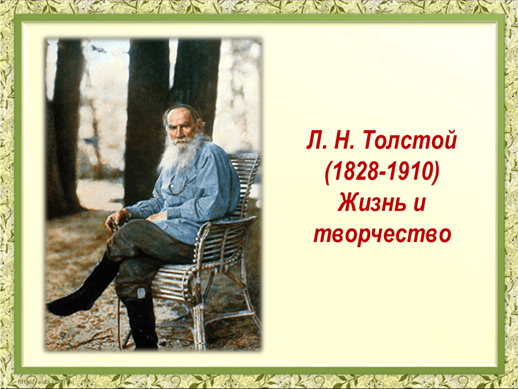 Л. Н. Толстой
(1828-1910)
Жизнь и
творчество